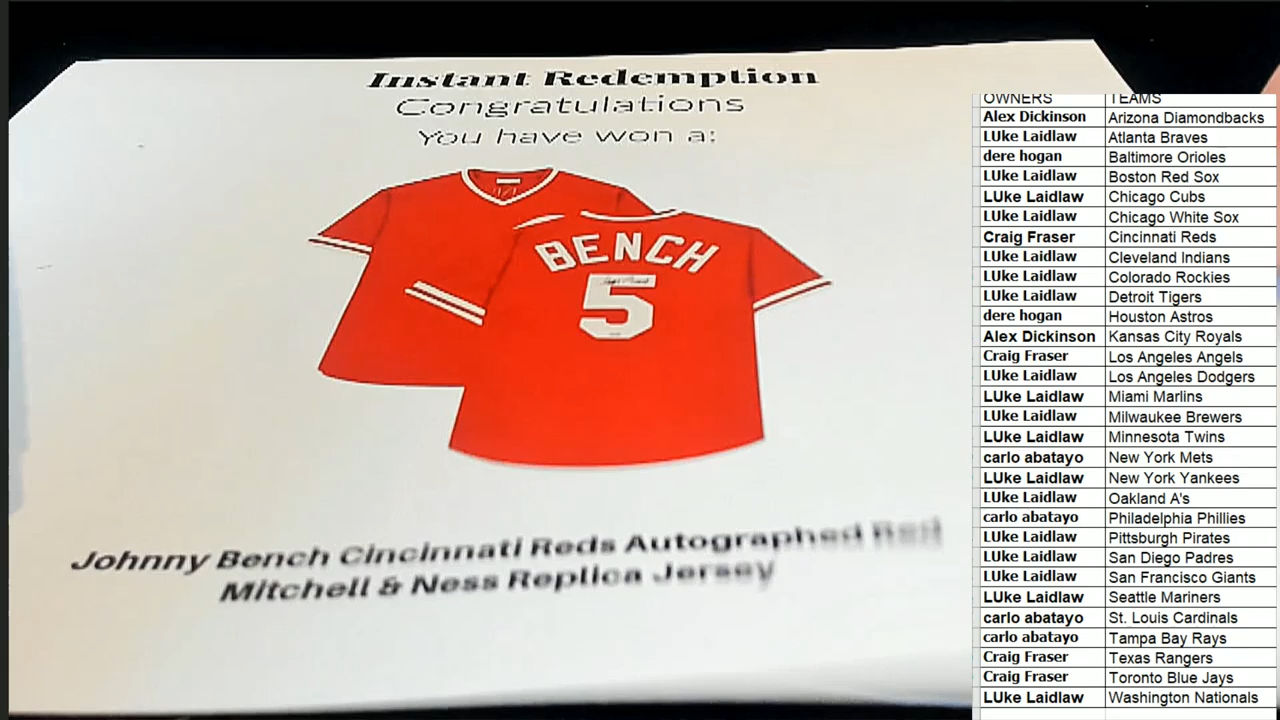 Instant Redemption
Congratulations
You have won a:
BENCH
5
Johnny Bench Cincinnati Reds Autographed Red
Mitchell & Ness Replica Jersey
OWNERS TEAMS
Alex Dickinson Arizona Diamondbacks
LUke Laidlaw Atlanta Braves
dere hogan Baltimore Orioles
LUke Laidlaw Boston Red Sox
LUke Laidlaw Chicago Cubs
LUke Laidlaw Chicago White Sox
Craig Fraser Cincinnati Reds
LUke Laidlaw Cleveland Indians
LUke Laidlaw Colorado Rockies
LUke Laidlaw Detroit Tigers
dere hogan Houston Astros
Alex Dickinson Kansas City Royals
Craig Fraser Los Angeles Angels
LUke Laidlaw Los Angeles Dodgers
LUke Laidlaw Miami Marlins
LUke Laidlaw Milwaukee Brewers
LUke Laidlaw Minnesota Twins
carlo abatayo New York Mets
LUke Laidlaw New York Yankees
LUke Laidlaw Oakland A's
carlo abatayo Philadelphia Phillies
LUke Laidlaw Pittsburgh Pirates
LUke Laidlaw San Diego Padres
LUke Laidlaw San Francisco Giants
LUke Laidlaw Seattle Mariners
carlo abatayo St. Louis Cardinals
carlo abatayo Tampa Bay Rays
Craig Fraser Texas Rangers
Craig Fraser Toronto Blue Jays
LUke Laidlaw Washington Nationals